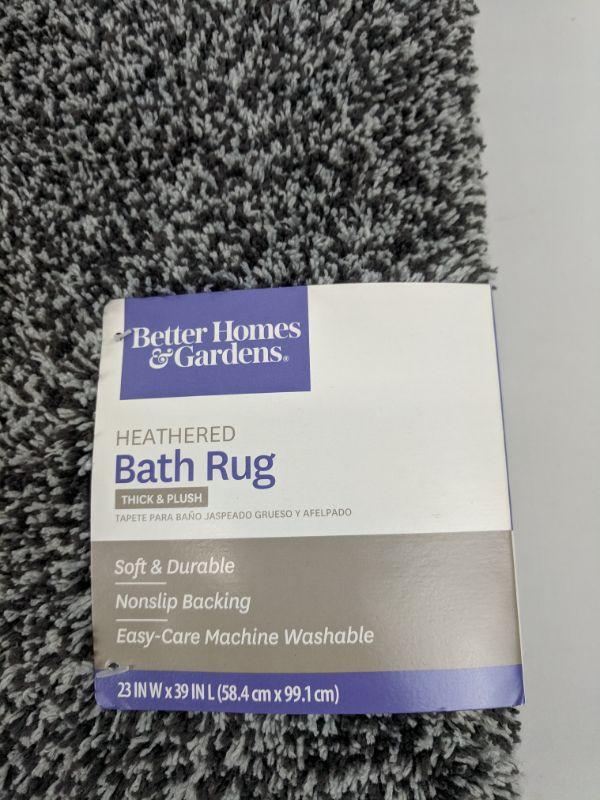 Better Homes
& Gardens®
HEATHERED
Bath Rug
THICK & PLUSH
TAPETE PARA BAÑO JASPEADO GRUESO Y AFELPADO
Soft & Durable
Nonslip Backing
Easy-Care Machine Washable
23 IN W x 39 IN L (58.4 cm x 99.1 cm)